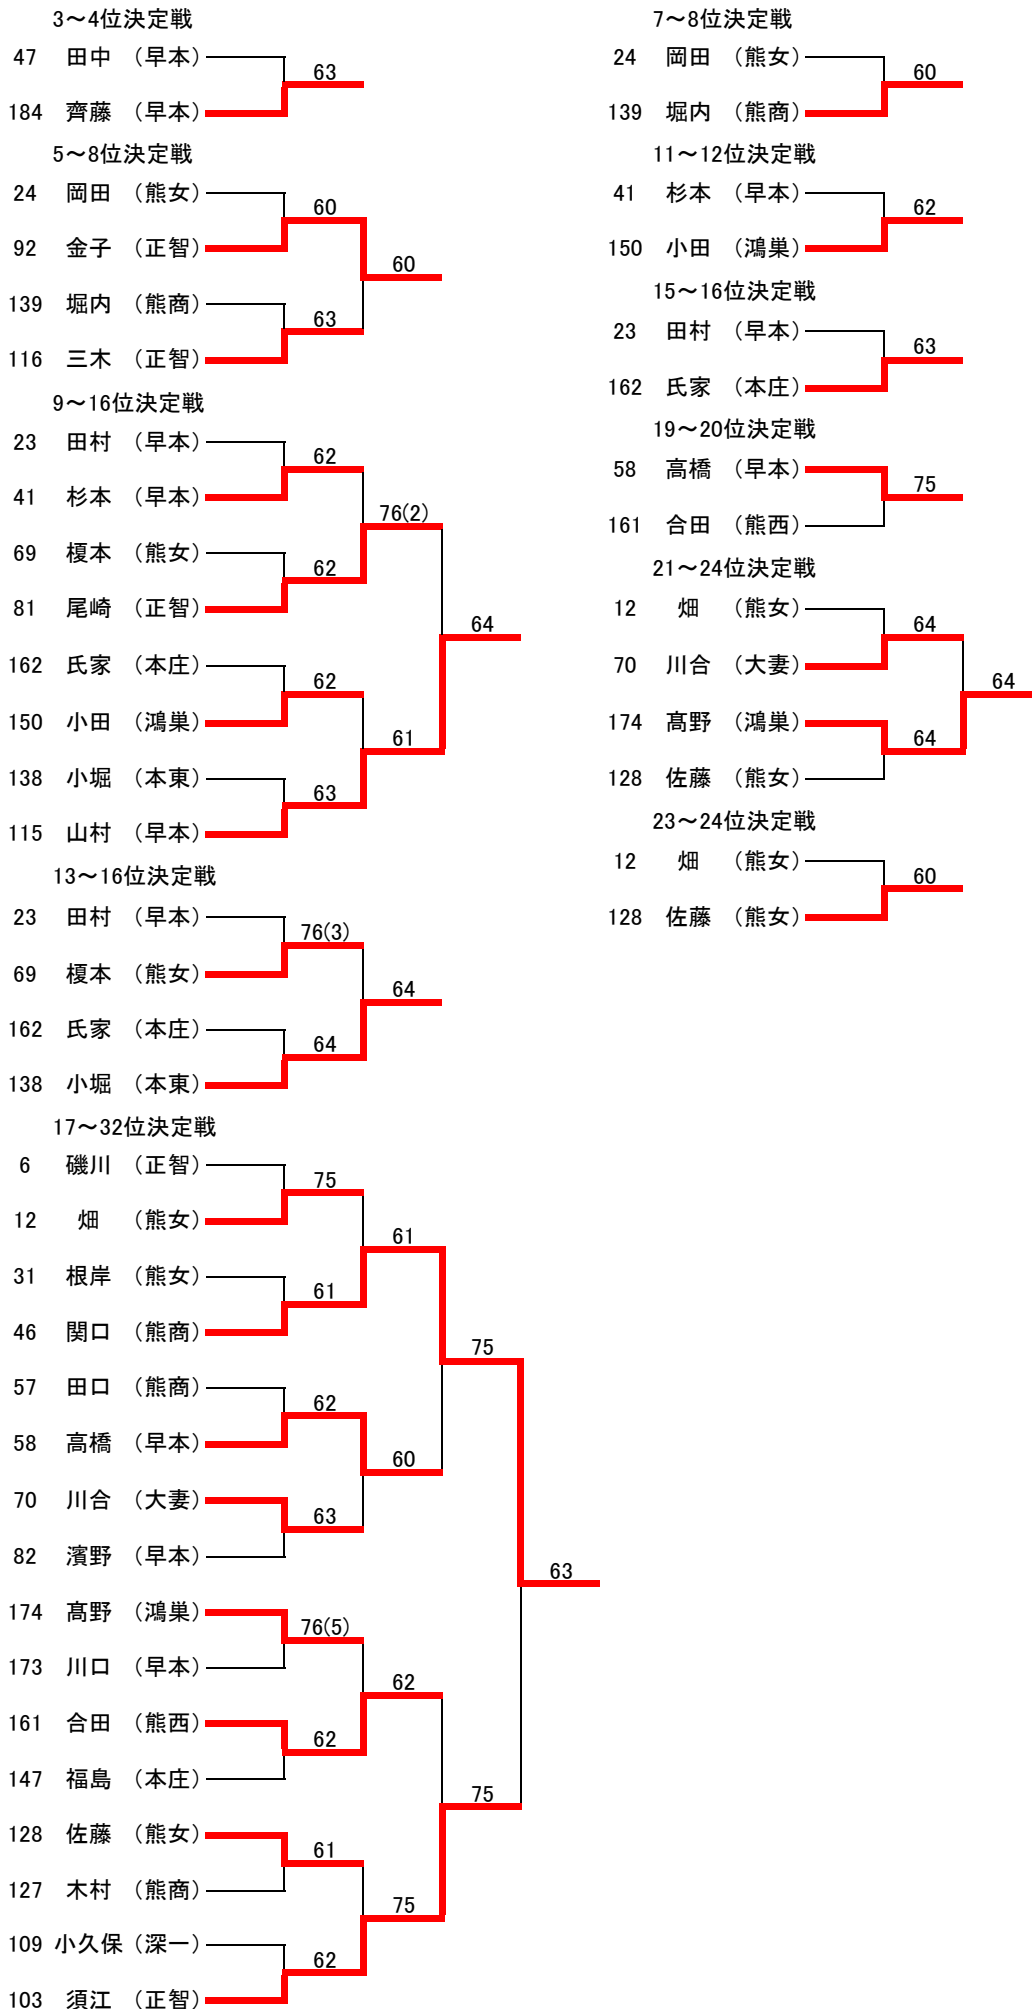 3～4位決定戦
47 田中 （早本）
63
184 齊藤 （早本）
5～8位決定戦
24 岡田 （熊女）
60
92 金子 （正智）
60
139 堀内 （熊商）
63
116 三木 （正智）
9～16位決定戦
23 田村 （早本）
62
41 杉本 （早本）
76(2)
69 榎本 （熊女）
62
81 尾崎 （正智）
64
162 氏家 （本庄）
62
150 小田 （鴻巣）
61
138 小堀 （本東）
63
115 山村 （早本）
13～16位決定戦
23 田村 （早本）
76(3)
69 榎本 （熊女）
64
162 氏家 （本庄）
64
138 小堀 （本東）
17～32位決定戦
6 磯川 （正智）
75
12 畑 （熊女）
61
31 根岸 （熊女）
61
46 関口 （熊商）
75
57 田口 （熊商）
62
58 高橋 （早本）
60
70 川合 （大妻）
63
82 濱野 （早本）
63
174 髙野 （鴻巣）
76(5)
173 川口 （早本）
62
161 合田 （熊西）
62
147 福島 （本庄）
75
128 佐藤 （熊女）
61
127 木村 （熊商）
75
109 小久保 （深一）
62
103 須江 （正智）
7～8位決定戦
24 岡田 （熊女）
60
139 堀内 （熊商）
11～12位決定戦
41 杉本 （早本）
62
150 小田 （鴻巣）
15～16位決定戦
23 田村 （早本）
63
162 氏家 （本庄）
19～20位決定戦
58 高橋 （早本）
75
161 合田 （熊西）
21～24位決定戦
12 畑 （熊女）
64
70 川合 （大妻）
64
174 髙野 （鴻巣）
64
128 佐藤 （熊女）
23～24位決定戦
12 畑 （熊女）
60
128 佐藤 （熊女）